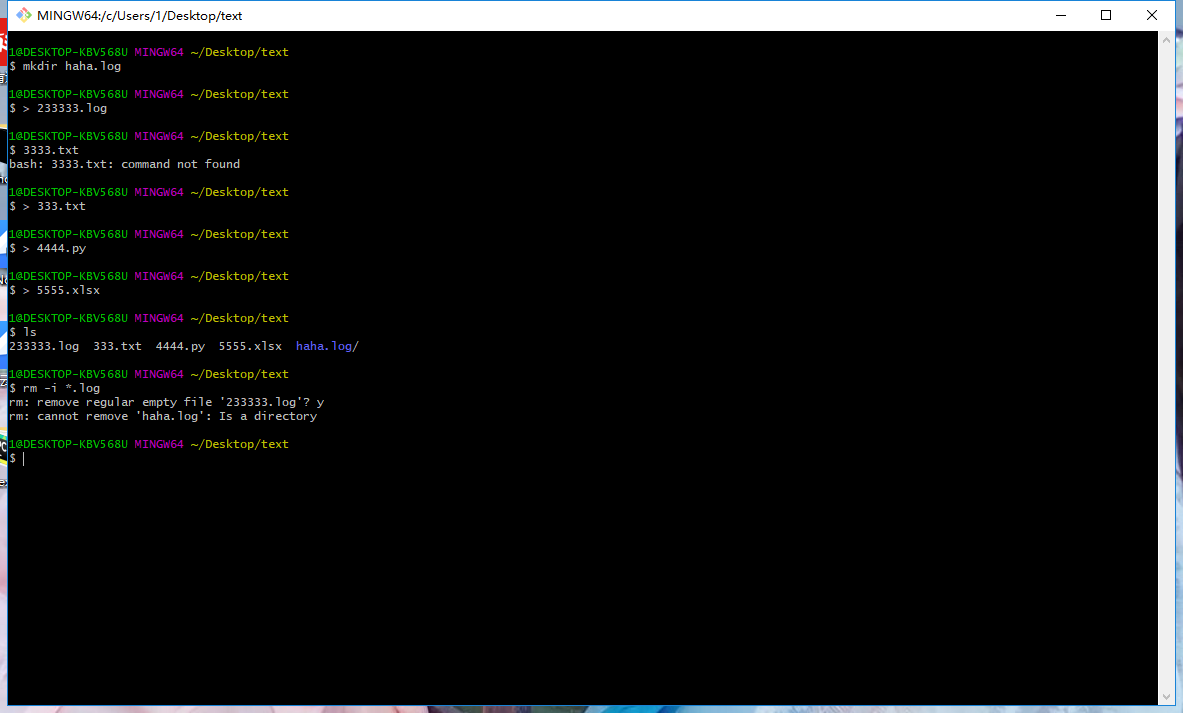 MINGW64:/c/Users/1/Desktop/text
1@DESKTOP-KBV568U MINGW64 ~/Desktop/text
$ mkdir haha.log
1@DESKTOP-KBV568U MINGW64 ~/Desktop/text
$ > 233333.log
1@DESKTOP-KBV568U MINGW64 ~/Desktop/text
$ 3333.txt
bash: 3333.txt: command not found
1@DESKTOP-KBV568U MINGW64 ~/Desktop/text
$ > 333.txt
1@DESKTOP-KBV568U MINGW64 ~/Desktop/text
$ > 4444.py
1@DESKTOP-KBV568U MINGW64 ~/Desktop/text
$ > 5555.xlsx
1@DESKTOP-KBV568U MINGW64 ~/Desktop/text
$ ls
233333.log  333.txt  4444.py  5555.xlsx  haha.log/
1@DESKTOP-KBV568U MINGW64 ~/Desktop/text
$ rm -i *.log
rm: remove regular empty file '233333.log'? y
rm: cannot remove 'haha.log': Is a directory
1@DESKTOP-KBV568U MINGW64 ~/Desktop/text
$